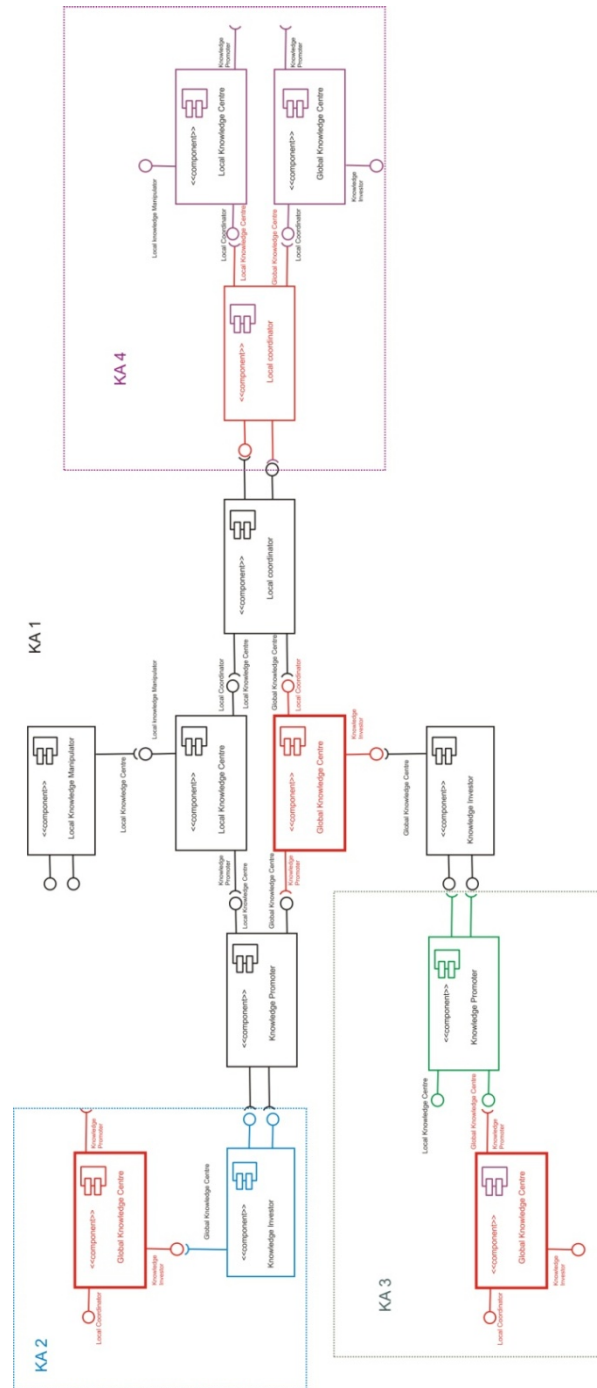 KA 2
Local Coordinator
<<component>>
Global Knowledge Centre
Knowledge
Promoter
Knowledge
Investor
Global Knowledge Centre
<<component>>
Knowledge Investor
KA 1
<<component>>
Local Knowledge Manipulator
Local Knowledge Centre
Local knowledge Manipulator
<<component>>
Knowledge Promoter
Knowledge
Promoter
Local Knowledge Centre
Global Knowledge Centre
Knowledge
Promoter
<<component>>
Local Knowledge Centre
Local Coordinator
Local Knowledge Centre
<<component>>
Global Knowledge Centre
Global Knowledge Centre
Local Coordinator
Knowledge
Investor
Global Knowledge Centre
<<component>>
Knowledge Investor
<<component>>
Local coordinator
KA 4
<<component>>
Local coordinator
Local knowledge Manipulator
Local Coordinator
Local Knowledge Centre
<<component>>
Local Knowledge Centre
Knowledge
Promoter
Global Knowledge Centre
Local Coordinator
<<component>>
Global Knowledge Centre
Knowledge
Promoter
Knowledge
Investor
KA 3
<<component>>
Knowledge Promoter
Local Knowledge Centre
Global Knowledge Centre
Knowledge
Promoter
<<component>>
Global Knowledge Centre
Knowledge
Investor